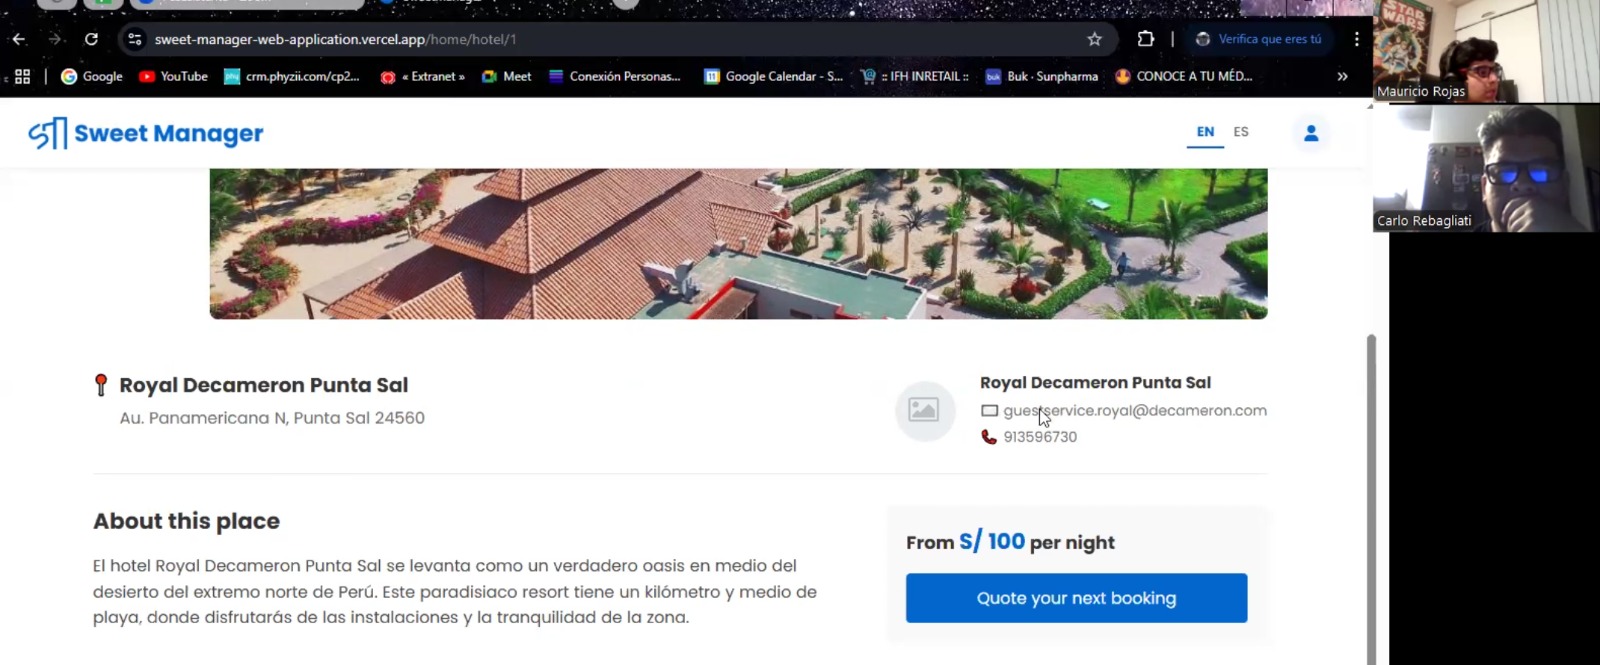 sweet-manager-web-application.vercel.app/home/hotel/1
Verifica que eres tú
Google
YouTube
phy
crm.phyzii.com/cp2...
« Extranet »
Meet
Conexión Personas...
Google Calendar - S...
:: IFH INRETAIL ::
buk
Buk · Sunpharma
CONOCE A TU MÉD...
»
STAR
WARS
Mauricio Rojas
Carlo Rebagliati
Sweet Manager
EN
ES
Royal Decameron Punta Sal
Au. Panamericana N, Punta Sal 24560
Royal Decameron Punta Sal
guestservice.royal@decameron.com
913596730
About this place
El hotel Royal Decameron Punta Sal se levanta como un verdadero oasis en medio del
desierto del extremo norte de Perú. Este paradisiaco resort tiene un kilómetro y medio de
playa, donde disfrutarás de las instalaciones y la tranquilidad de la zona.
From S/ 100 per night
Quote your next booking